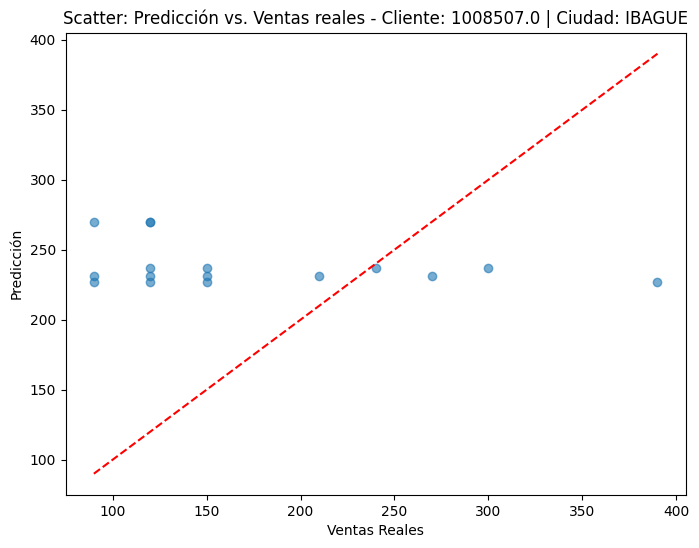 Scatter: Predicción vs. Ventas reales - Cliente: 1008507.0 | Ciudad: IBAGUE
400
350
300
250
200
150
100
Predicción
100 150 200 250 300 350 400
Ventas Reales